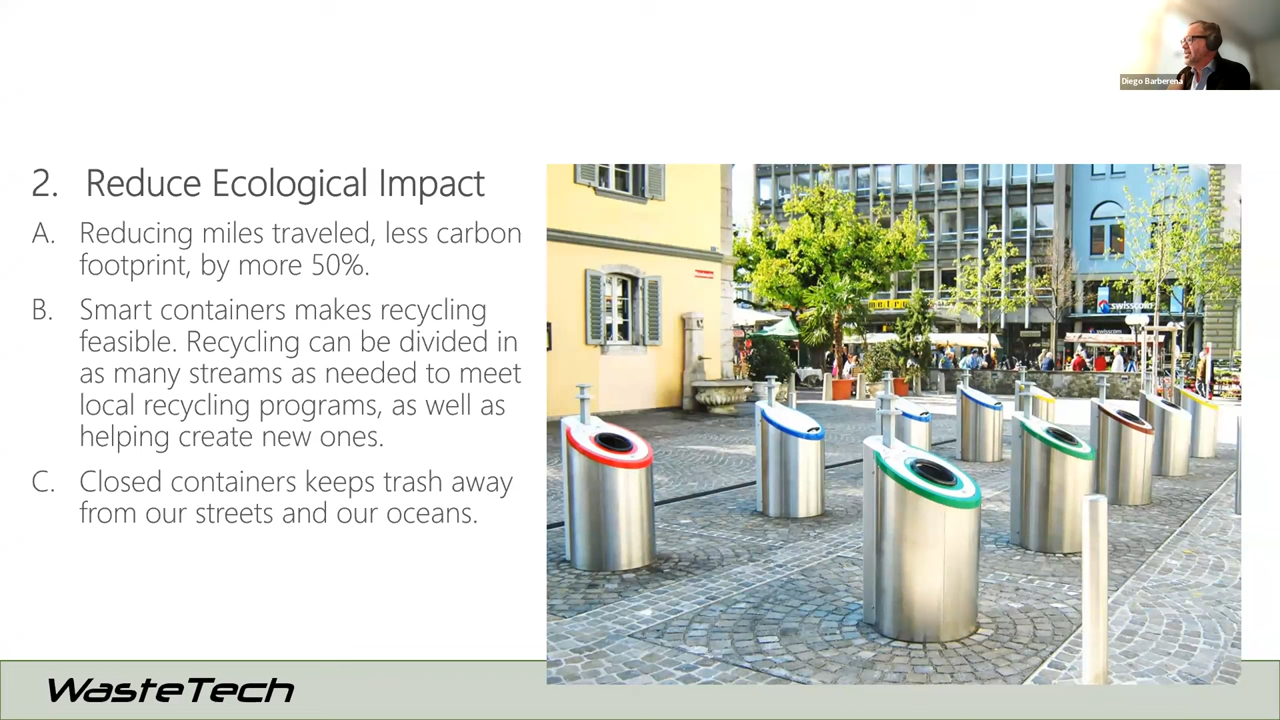 Diego Barberena
2. Reduce Ecological Impact
A. Reducing miles traveled, less carbon
footprint, by more 50%.
B. Smart containers makes recycling
feasible. Recycling can be divided in
as many streams as needed to meet
local recycling programs, as well as
helping create new ones.
C. Closed containers keeps trash away
from our streets and our oceans.
metro
swisscom
swisscom
WasteTech